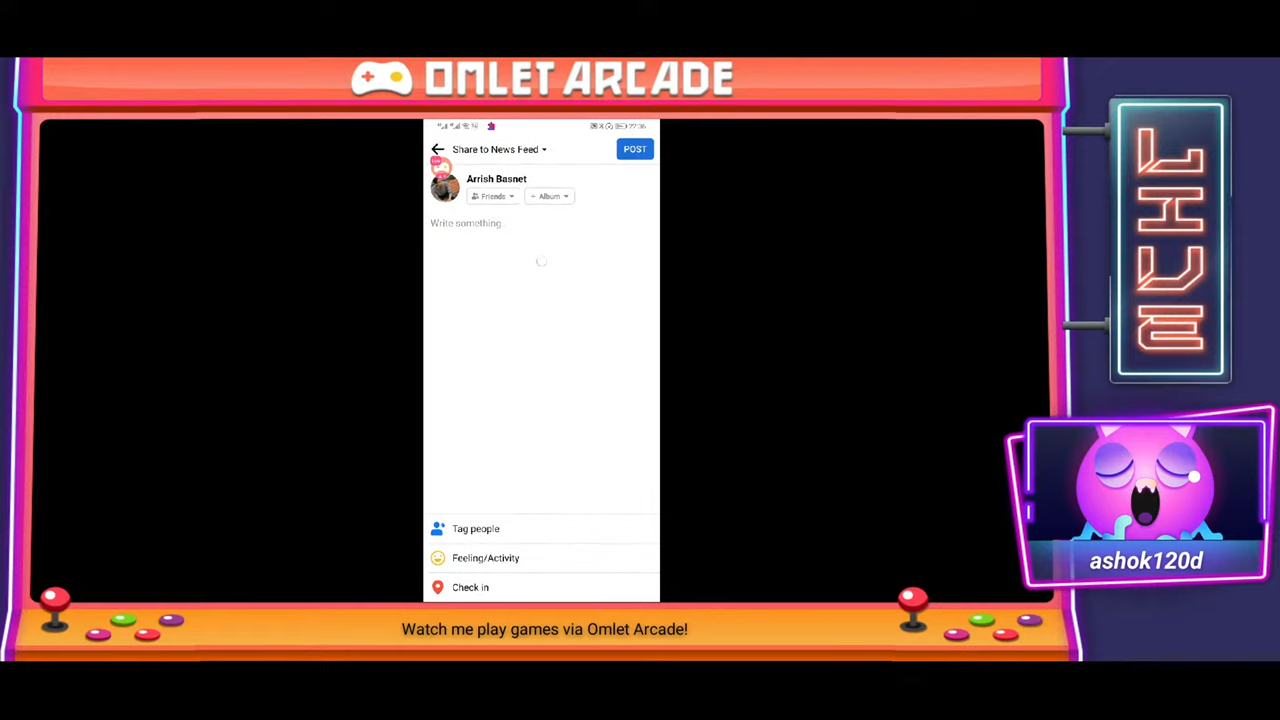 OMLET ARCADE
Share to News Feed
POST
Arrish Basnet
Friends
+ Album
Write something..
Tag people
Feeling/Activity
Check in
LIVE
ashok120d
Watch me play games via Omlet Arcade!